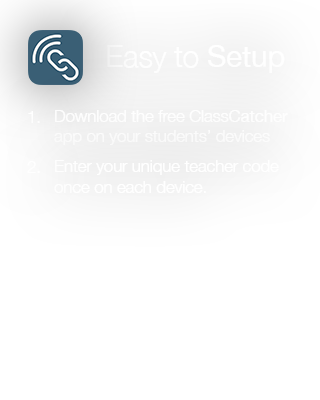 Easy to Setup
1. Download the free ClassCatcher
app on your students' devices.
2. Enter your unique teacher code
once on each device.